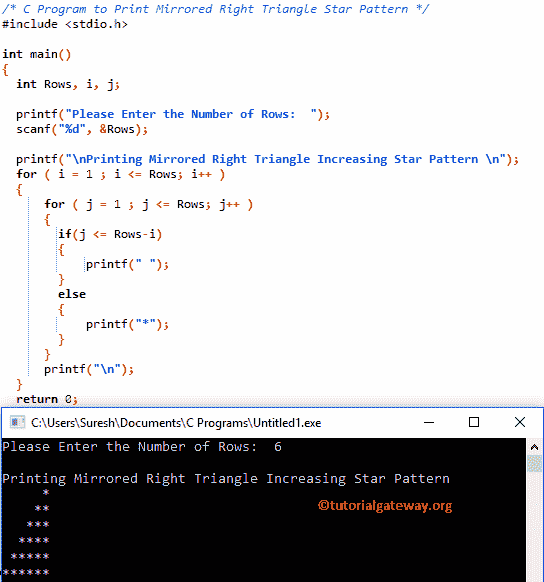 /* C Program to Print Mirrored Right Triangle Star Pattern */
#include <stdio.h>

int main()
{
  int Rows, i, j;

  printf("Please Enter the Number of Rows:  ");
  scanf("%d", &Rows);

  printf("\nPrinting Mirrored Right Triangle Increasing Star Pattern \n");
  for ( i = 1 ; i <= Rows; i++ )
  {
      for ( j = 1 ; j <= Rows; j++ )
      {
        if(j <= Rows-i)
        {
            printf(" ");
        }
        else
        {
            printf("*");
        }
      }
      printf("\n");
  }
  return 0;
C:\Users\Suresh\Documents\C Programs\Untitled1.exe
Please Enter the Number of Rows:  6

Printing Mirrored Right Triangle Increasing Star Pattern
     *
    **
©tutorialgateway.org
   ***
  ****
 *****
******